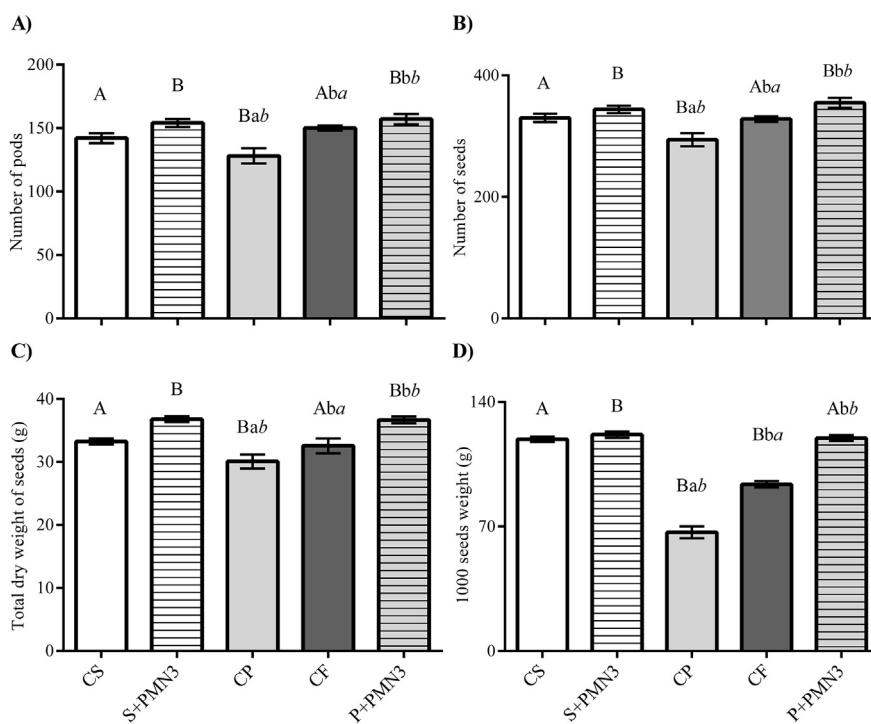 A)
Number of pods
200
150
100
50
0
A
B
Bab
Aba
Bbb
B)
Number of seeds
400
200
0
A
B
Bab
Aba
Bbb
C)
Total dry weight of seeds (g)
40
30
20
10
0
A
B
Bab
Aba
Bbb
CS
S+PMN3
CP
CF
P+PMN3
D)
1000 seeds weight (g)
140
70
0
A
B
Bab
Bba
Abb
CS
S+PMN3
CP
CF
P+PMN3